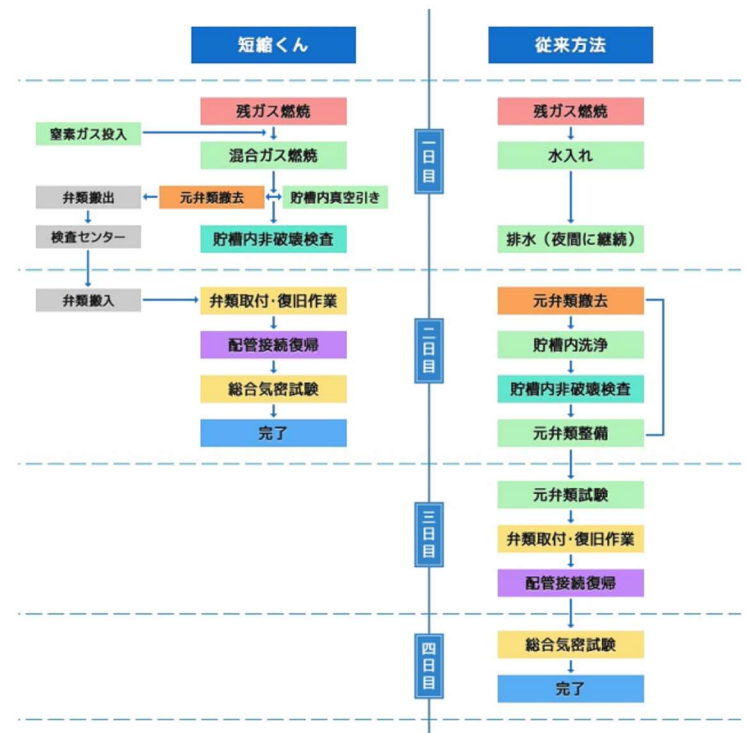 短縮くん
従来方法
一日目
残ガス燃焼
窒素ガス投入
混合ガス燃焼
弁類搬出
元弁類撤去
貯槽内真空引き
検査センター
貯槽内非破壊検査
残ガス燃焼
水入れ
排水（夜間に継続）
二日目
弁類搬入
弁類取付・復旧作業
配管接続復帰
総合気密試験
完了
元弁類撤去
貯槽内洗浄
貯槽内非破壊検査
元弁類整備
三日目
元弁類試験
弁類取付・復旧作業
配管接続復帰
四日目
総合気密試験
完了